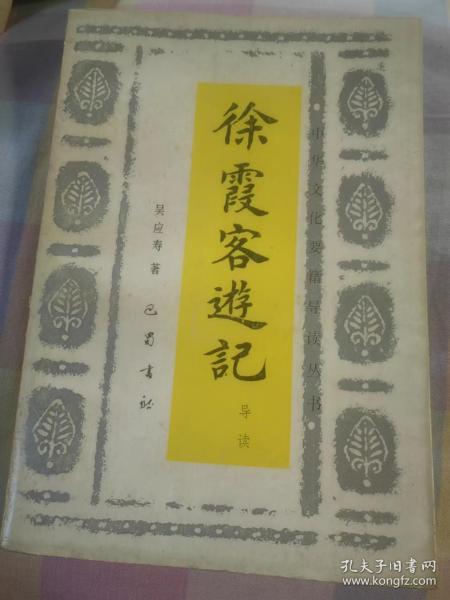 中华文化要籍导读丛书
徐霞客遊記
导读
吴应寿著
巴蜀书社
孔夫子旧书网
www.kongfz.com